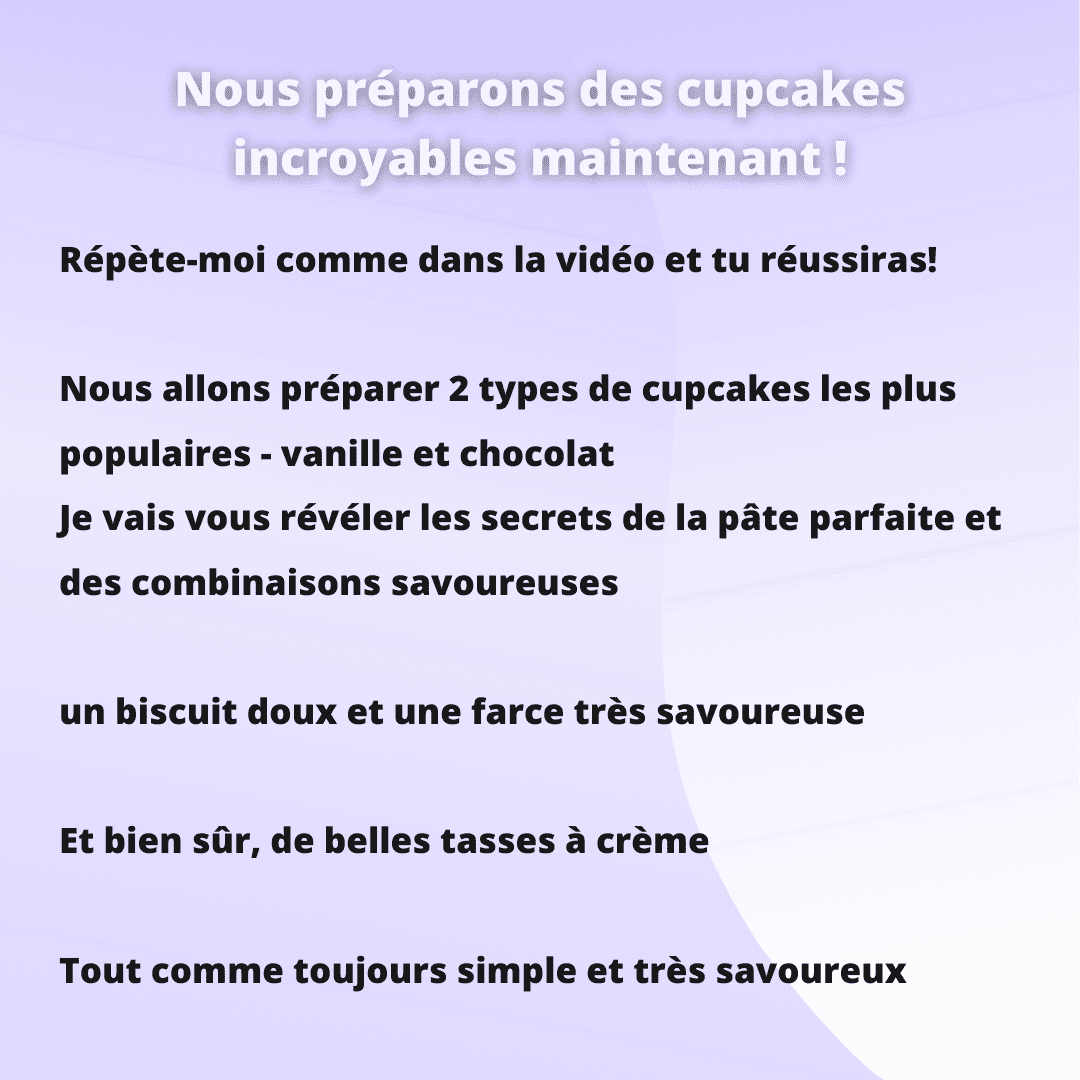 Nous préparons des cupcakes
incroyables maintenant !
Répète-moi comme dans la vidéo et tu réussiras!
Nous allons préparer 2 types de cupcakes les plus
populaires - vanille et chocolat
Je vais vous révéler les secrets de la pâte parfaite et
des combinaisons savoureuses
un biscuit doux et une farce très savoureuse
Et bien sûr, de belles tasses à crème
Tout comme toujours simple et très savoureux